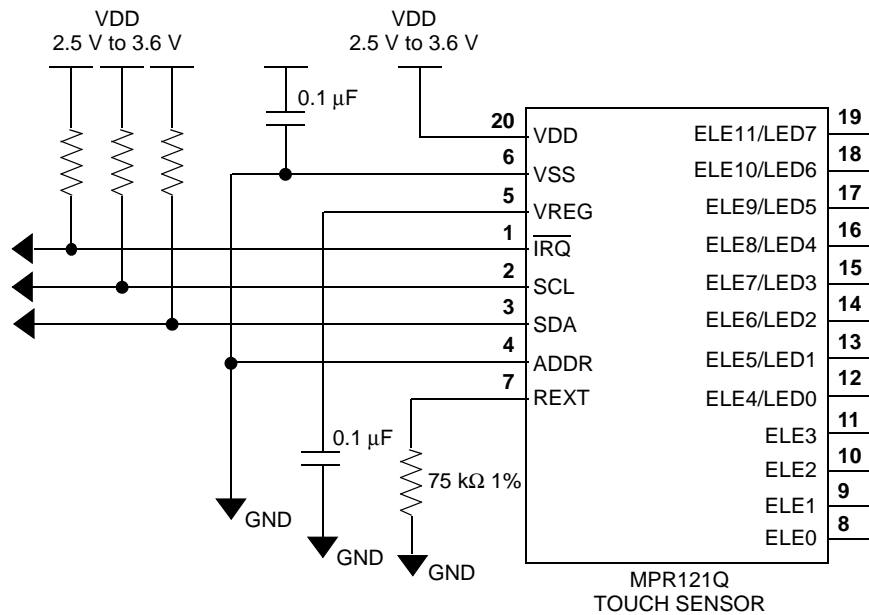 VDD
2.5 V to 3.6 V
VDD
2.5 V to 3.6 V
0.1 μF
20 VDD
6 VSS
5 VREG
1 IRQ
2 SCL
3 SDA
4 ADDR
7 REXT
ELE11/LED7 19
ELE10/LED6 18
ELE9/LED5 17
ELE8/LED4 16
ELE7/LED3 15
ELE6/LED2 14
ELE5/LED1 13
ELE4/LED0 12
ELE3 11
ELE2 10
ELE1 9
ELE0 8
0.1 μF
75 kΩ 1%
GND
GND
GND
MPR121Q
TOUCH SENSOR